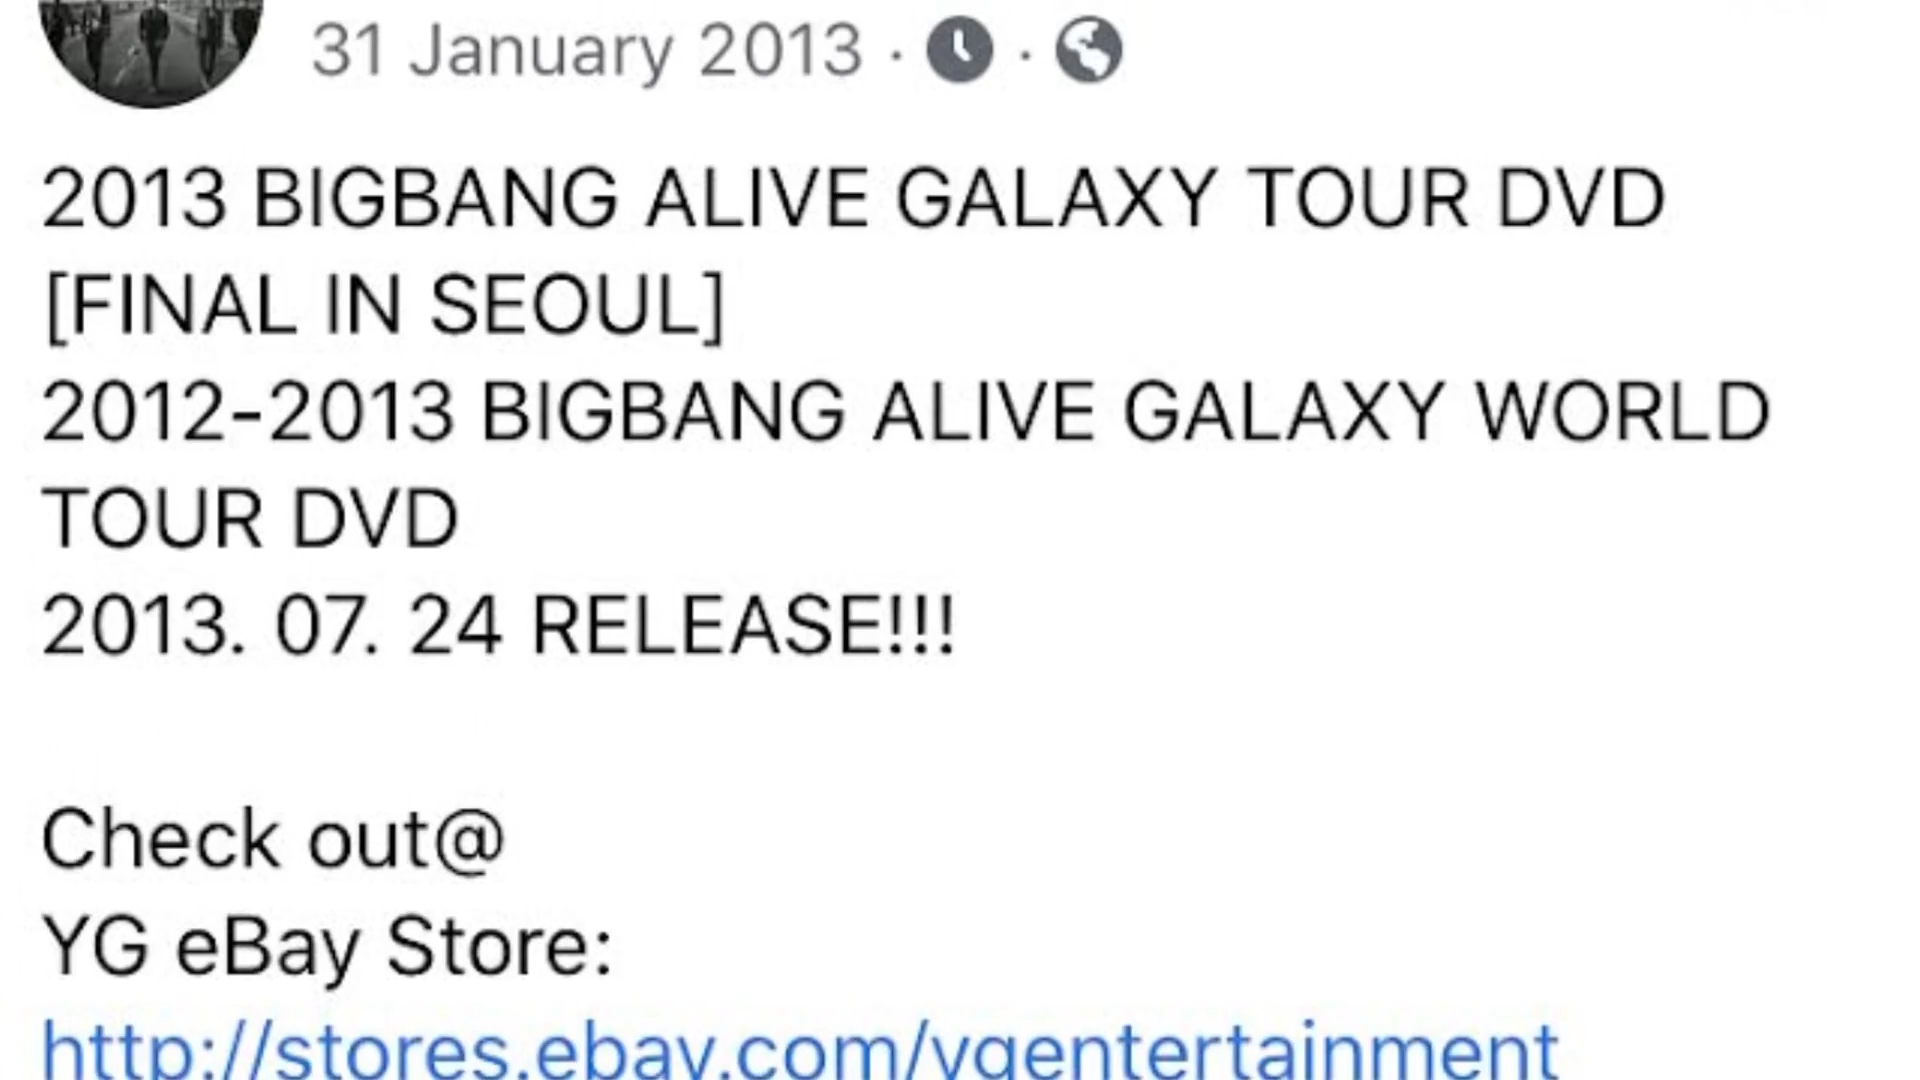 31 January 2013 · ·
2013 BIGBANG ALIVE GALAXY TOUR DVD
[FINAL IN SEOUL]
2012-2013 BIGBANG ALIVE GALAXY WORLD
TOUR DVD
2013. 07. 24 RELEASE!!!
Check out@
YG eBay Store:
http://stores.ebay.com/ygentertainment